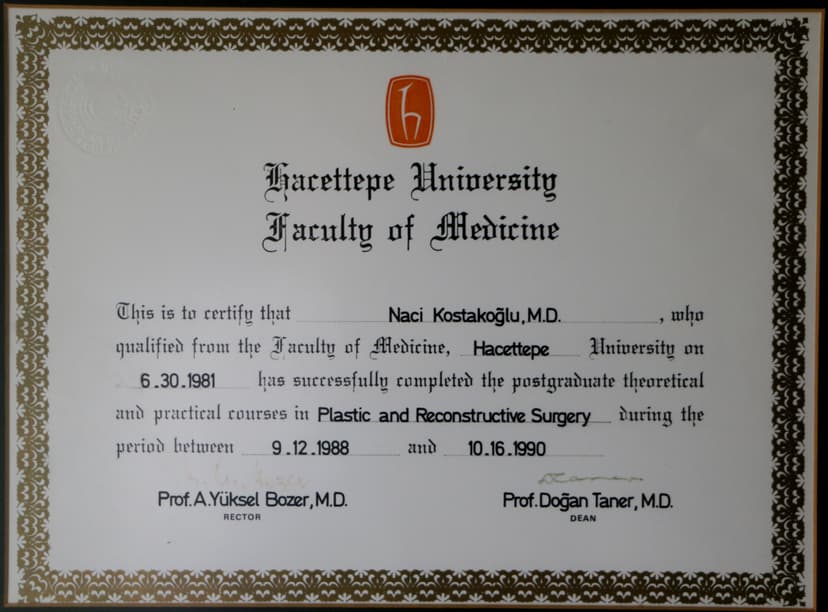 h
Hacettepe University
Faculty of Medicine
This is to certify that Naci Kostakoğlu, M.D. , who
qualified from the Faculty of Medicine, Hacettepe University on
6.30.1981 has successfully completed the postgraduate theoretical
and practical courses in Plastic and Reconstructive Surgery during the
period between 9.12.1988 and 10.16.1990
Prof. A. Yüksel Bozer, M.D. Prof. Doğan Taner, M.D.
RECTOR DEAN